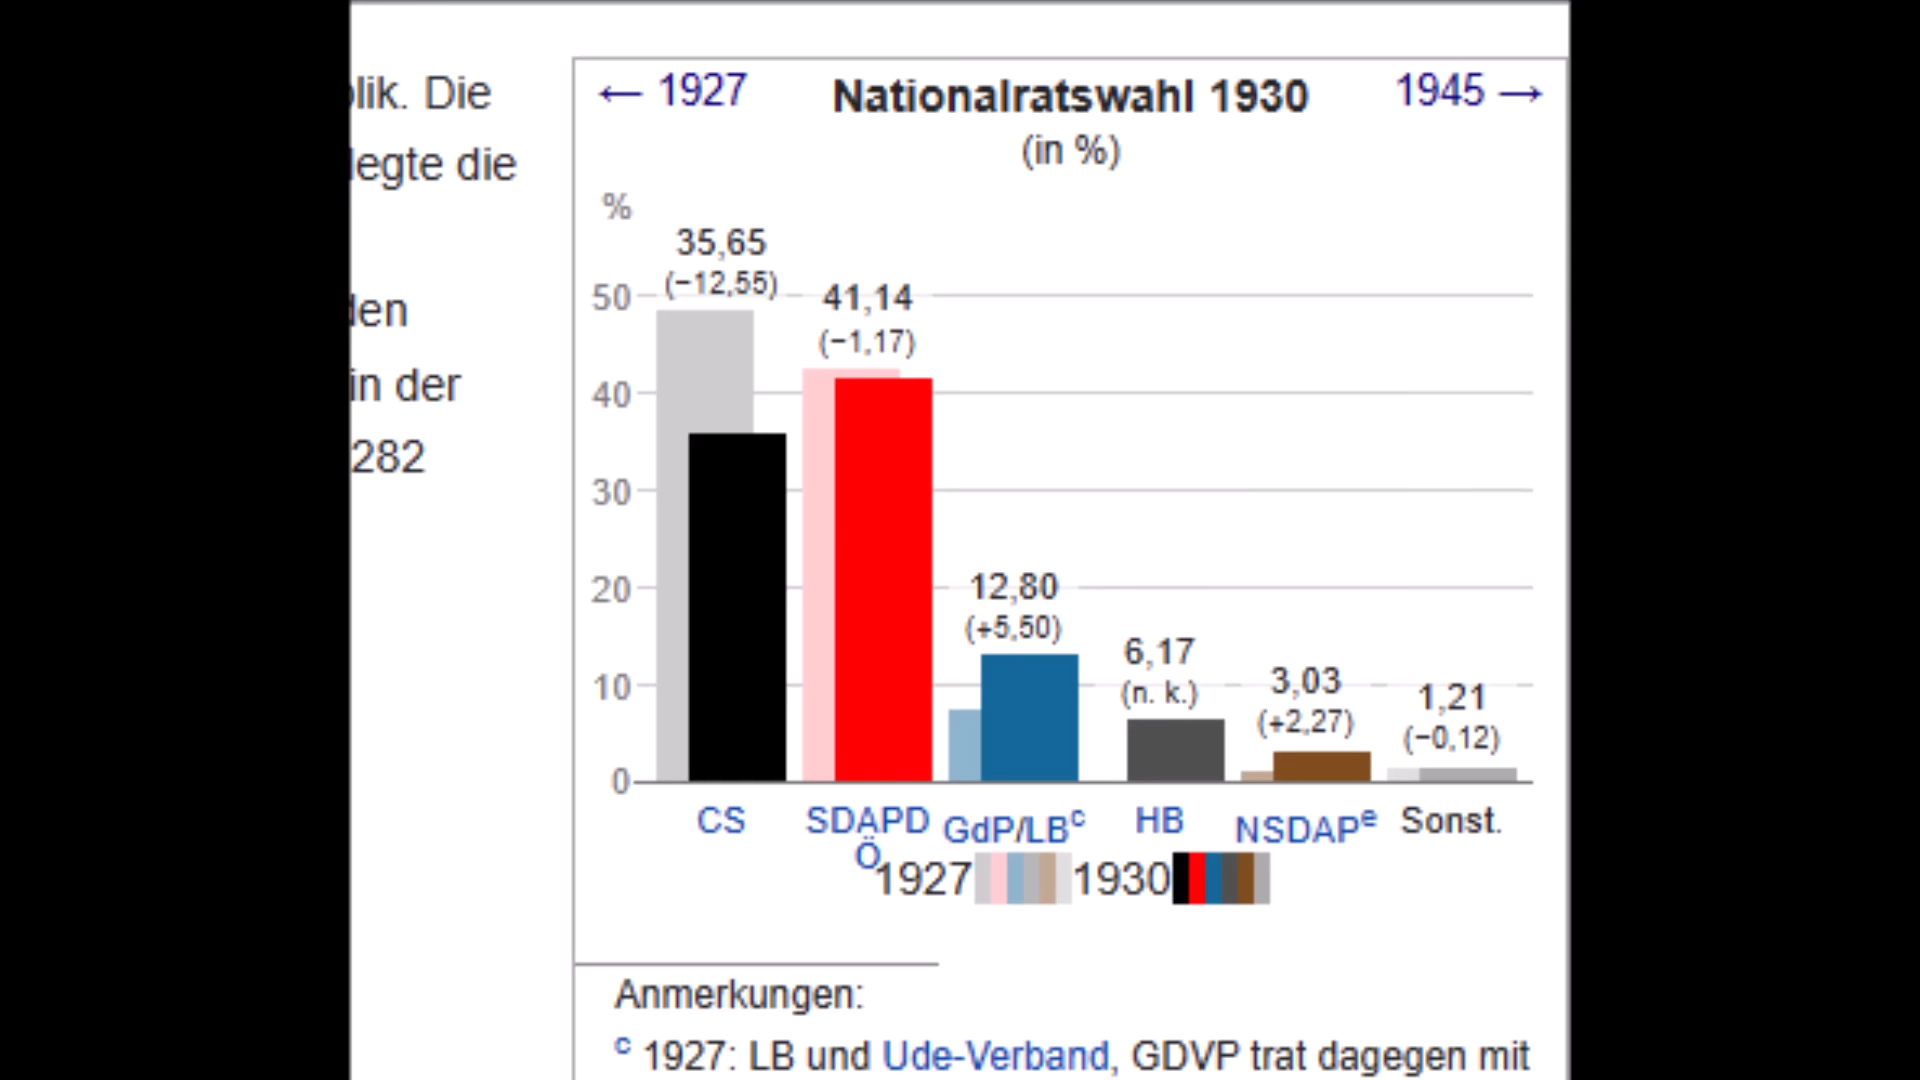 olik. Die
legte die
den
in der
282
← 1927 Nationalratswahl 1930 1945 →
(in %)
%
35,65
(−12,55)
41,14
(−1,17)
12,80
(+5,50)
6,17
(n. k.)
3,03
(+2,27)
1,21
(−0,12)
50
40
30
20
10
0
CS SDAPDÖ GdP/LBᶜ HB NSDAPᵉ Sonst.
1927 1930
Anmerkungen:
ᶜ 1927: LB und Ude-Verband, GDVP trat dagegen mit